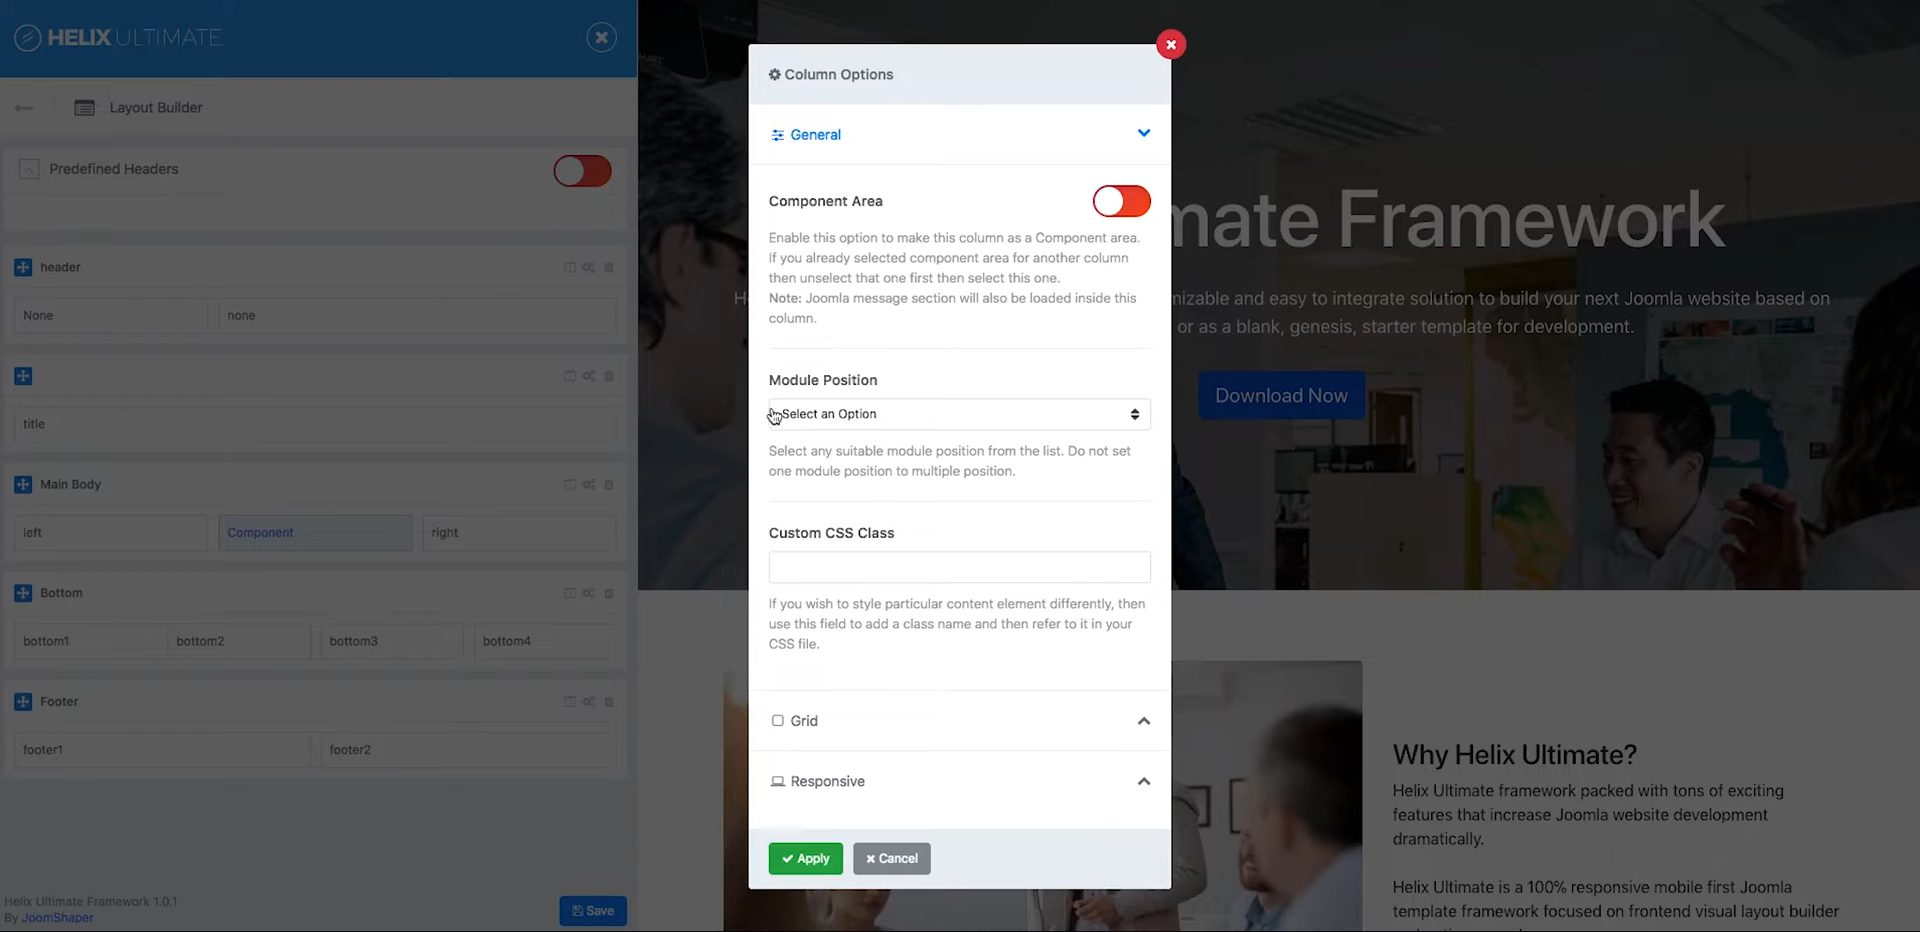 HELIX ULTIMATE
Layout Builder
Predefined Headers
header
None
none
title
Main Body
left
Component
right
Bottom
bottom1
bottom2
bottom3
bottom4
Footer
footer1
footer2
Helix Ultimate Framework 1.0.1
By JoomShaper
Save
Column Options
General
Component Area
Enable this option to make this column as a Component area.
If you already selected component area for another column
then unselect that one first then select this one.
Note: Joomla message section will also be loaded inside this
column.
Module Position
Select an Option
Select any suitable module position from the list. Do not set
one module position to multiple position.
Custom CSS Class
If you wish to style particular content element differently, then
use this field to add a class name and then refer to it in your
CSS file.
Grid
Responsive
Apply
Cancel
mate Framework
H
mizable and easy to integrate solution to build your next Joomla website based on
or as a blank, genesis, starter template for development.
Download Now
Why Helix Ultimate?
Helix Ultimate framework packed with tons of exciting
features that increase Joomla website development
dramatically.
Helix Ultimate is a 100% responsive mobile first Joomla
template framework focused on frontend visual layout builder